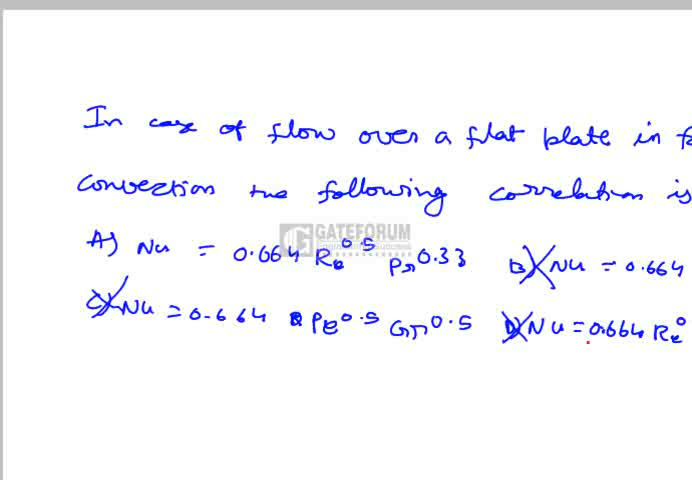 In case of flow over a flat plate in f
convection the following correlation is
GATEFORUM
A) Nu = 0.664 Re^0.5 Pr^0.33 B) Nu = 0.664
C) Nu = 0.664 Pe^0.5 Gr^0.5 D) Nu = 0.664 Re^0